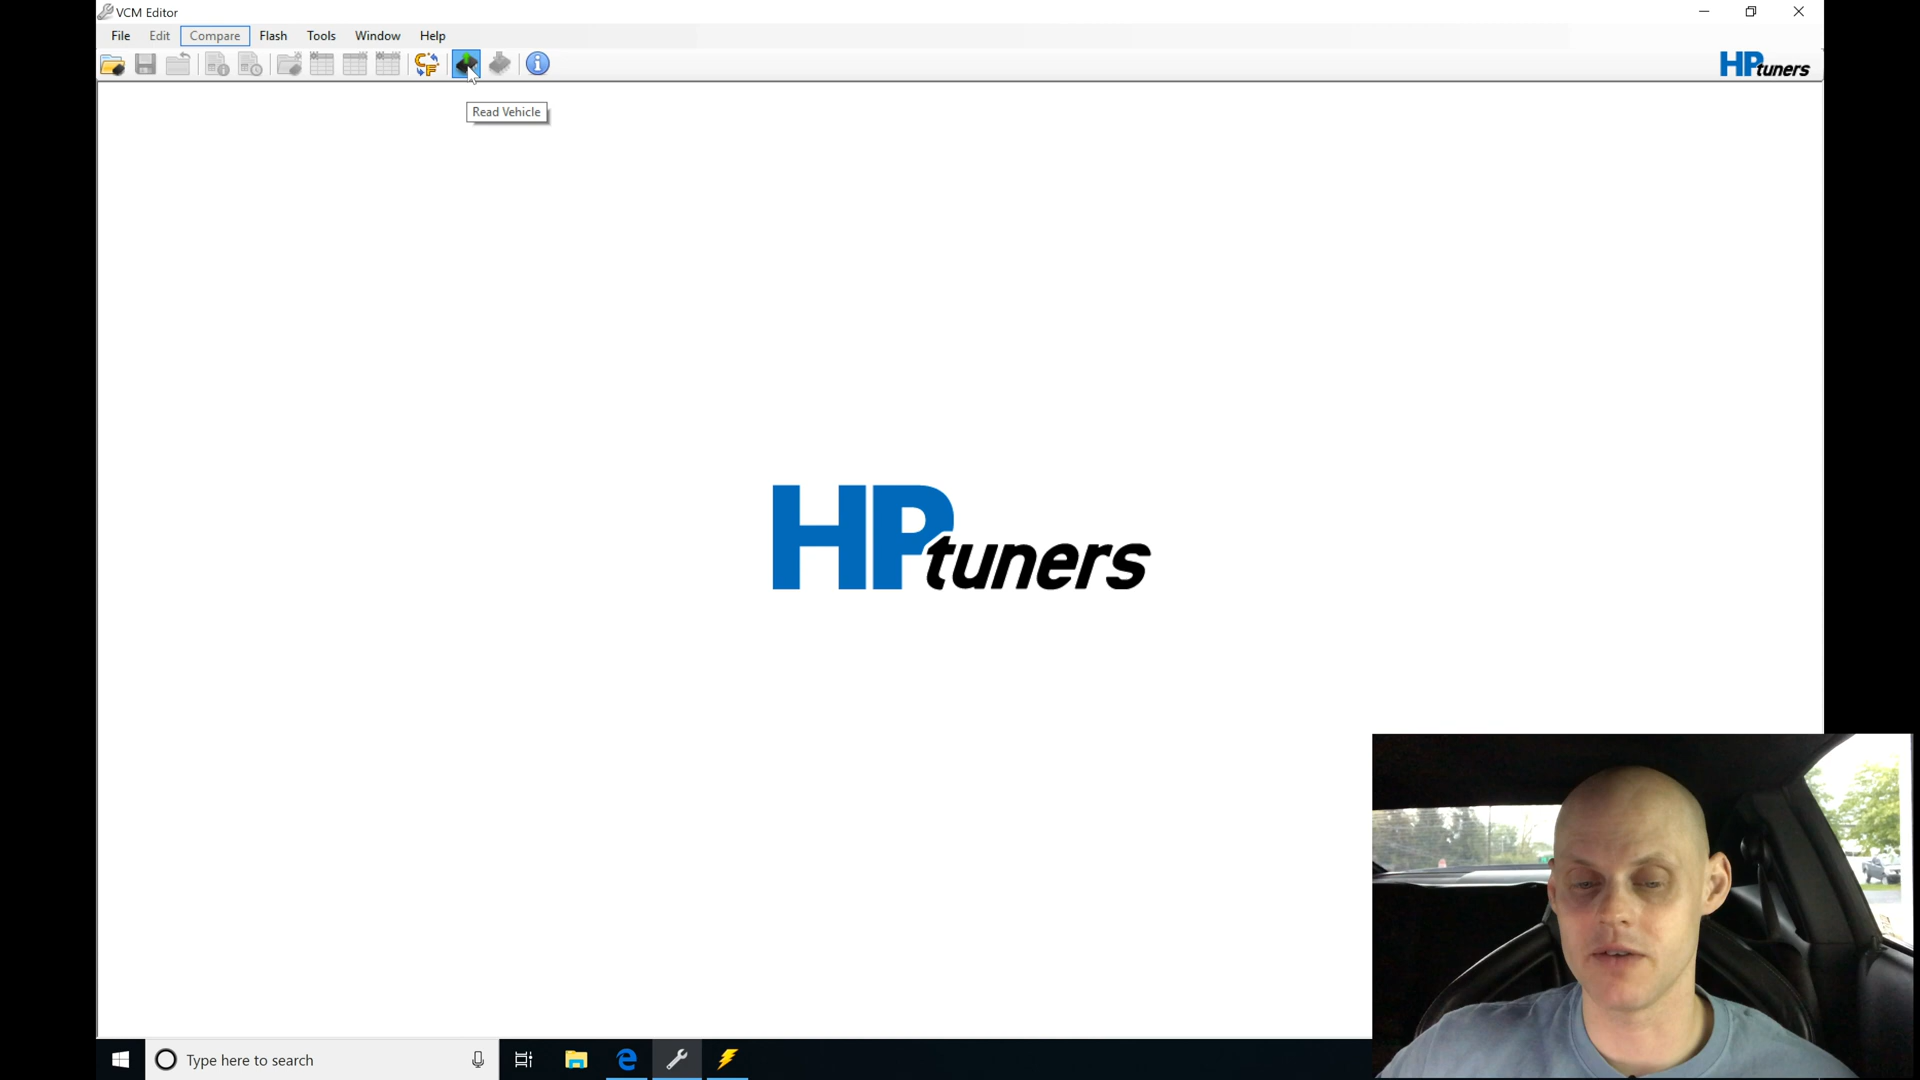 VCM Editor
File Edit Compare Flash Tools Window Help
HPtuners
Read Vehicle
HPtuners
Type here to search